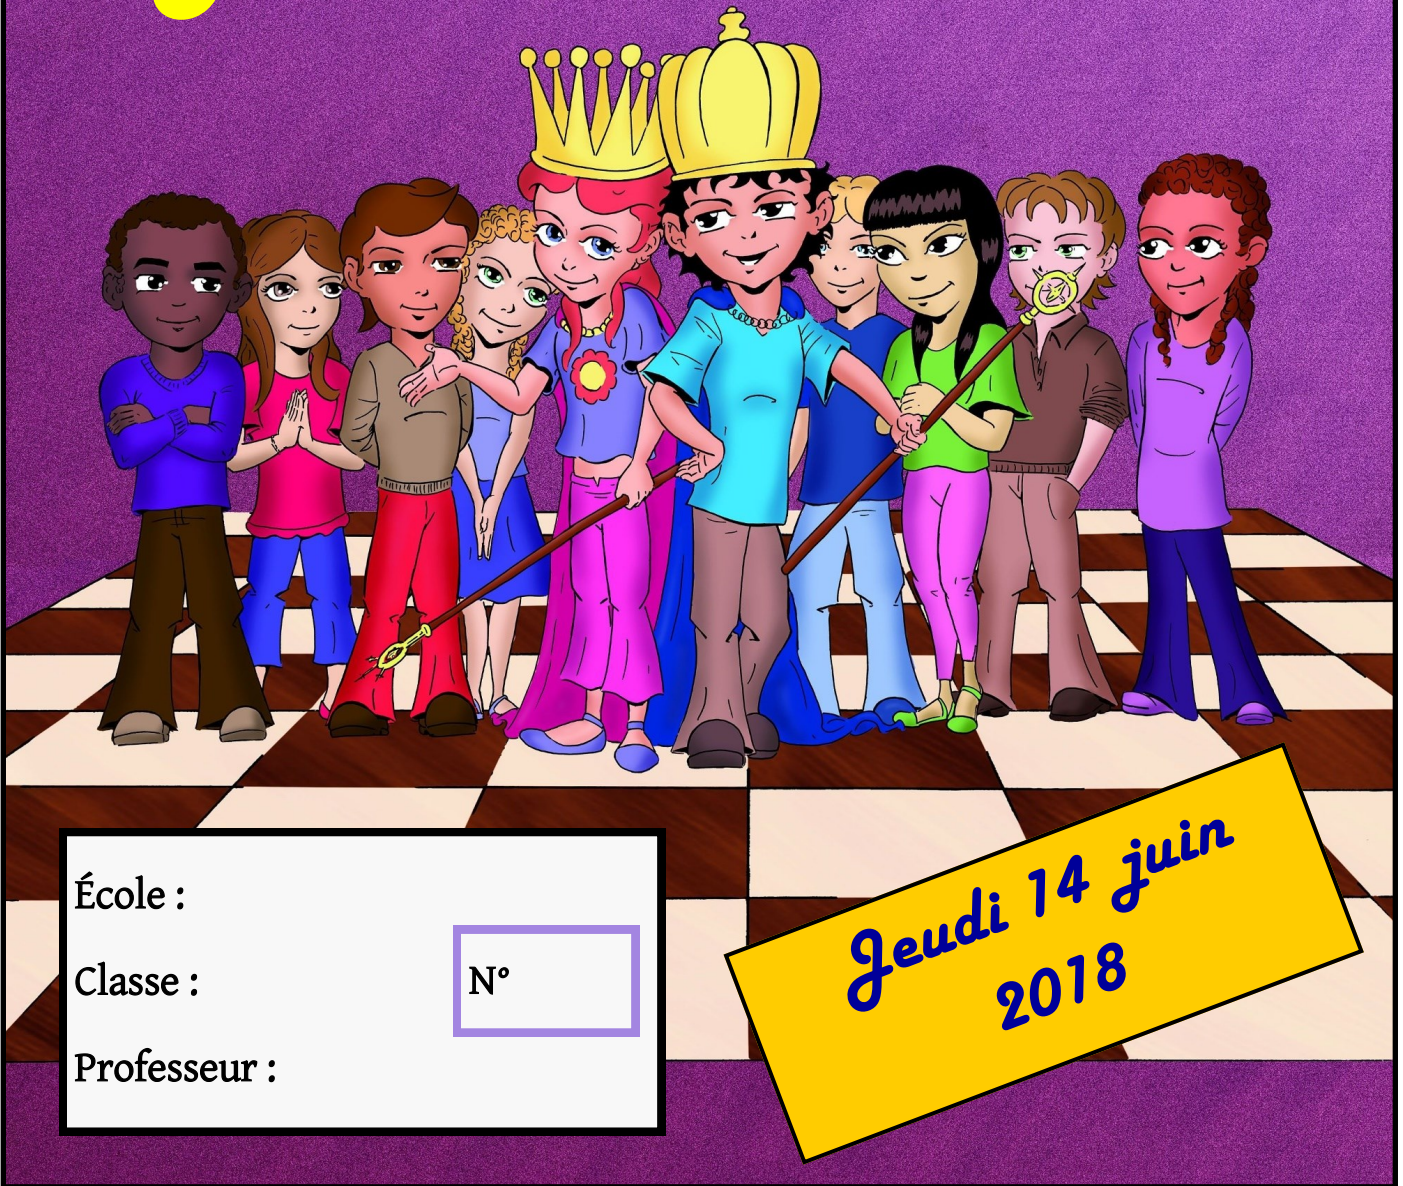 École :
Classe :
N°
Professeur :
Jeudi 14 juin
2018